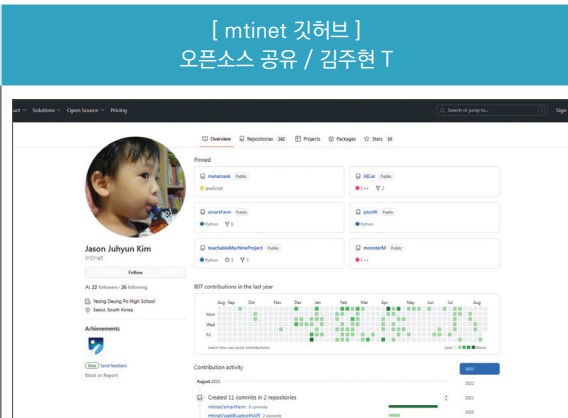 [ mtinet 깃허브 ]
오픈소스 공유 / 김주현 T
Solutions Open Source Pricing
Search or jump to... / Sign
Overview Repositories 242 Projects Packages Stars 10
Pinned
metamask Public
JavaScript
AICar Public
C++ 2
smartfarm Public
Python 6
picoW Public
Python
teachableMachineProject Public
Python 3 3
monsterM Public
C++
Jason Juhyun Kim
mtinet
Follow
22 followers · 26 following
Yeong Deung Po High School
Seoul South Korea
Achievements
Beta Send feedback
Block or Report
807 contributions in the last year
Aug Sep Oct Nov Dec Jan Feb Mar Apr May Jun Jul Aug
Mon
Wed
Fri
Learn how we count contributions
Less More
Contribution activity
2023
2022
2021
2020
August 2023
Created 11 commits in 2 repositories
mtinet/smartfarm 9 commits
mtinet/webBluetoothAPI 2 commits